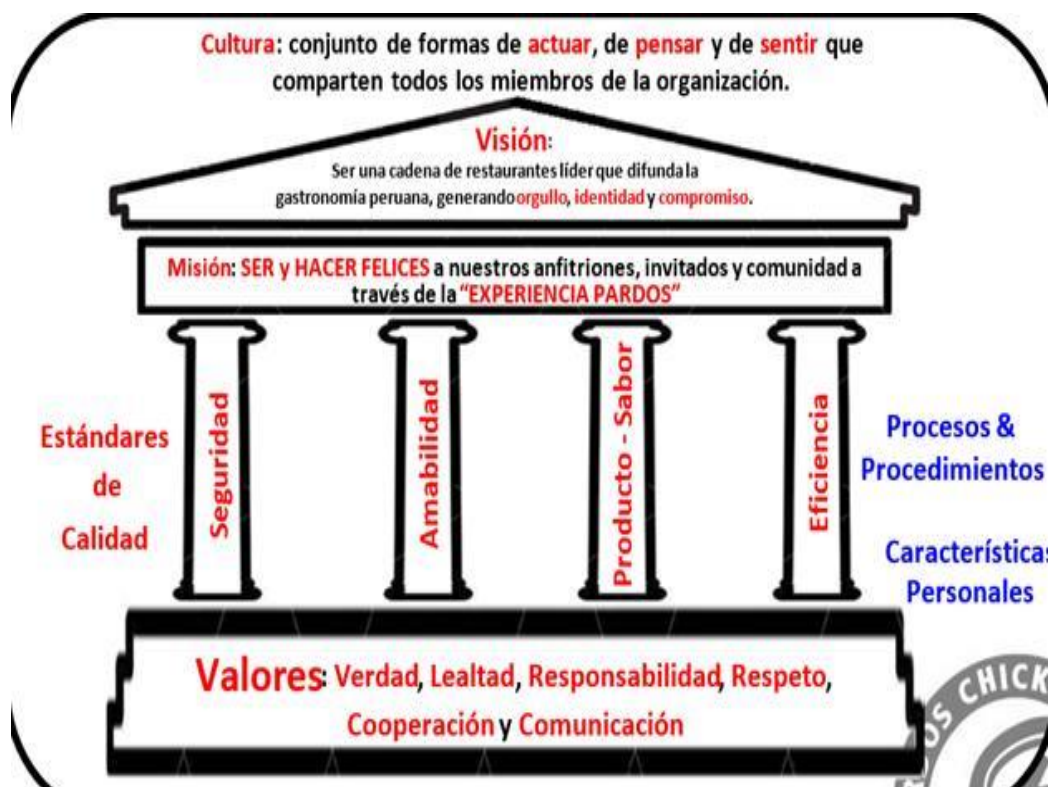 Cultura: conjunto de formas de actuar, de pensar y de sentir que
comparten todos los miembros de la organización.
Visión:
Ser una cadena de restaurantes líder que difunda la
gastronomía peruana, generando orgullo, identidad y compromiso.
Misión: SER y HACER FELICES a nuestros anfitriones, invitados y comunidad a
través de la “EXPERIENCIA PARDOS”
Estándares
de
Calidad
Seguridad
Amabilidad
Producto - Sabor
Eficiencia
Procesos &
Procedimientos
Características
Personales
Valores: Verdad, Lealtad, Responsabilidad, Respeto,
Cooperación y Comunicación